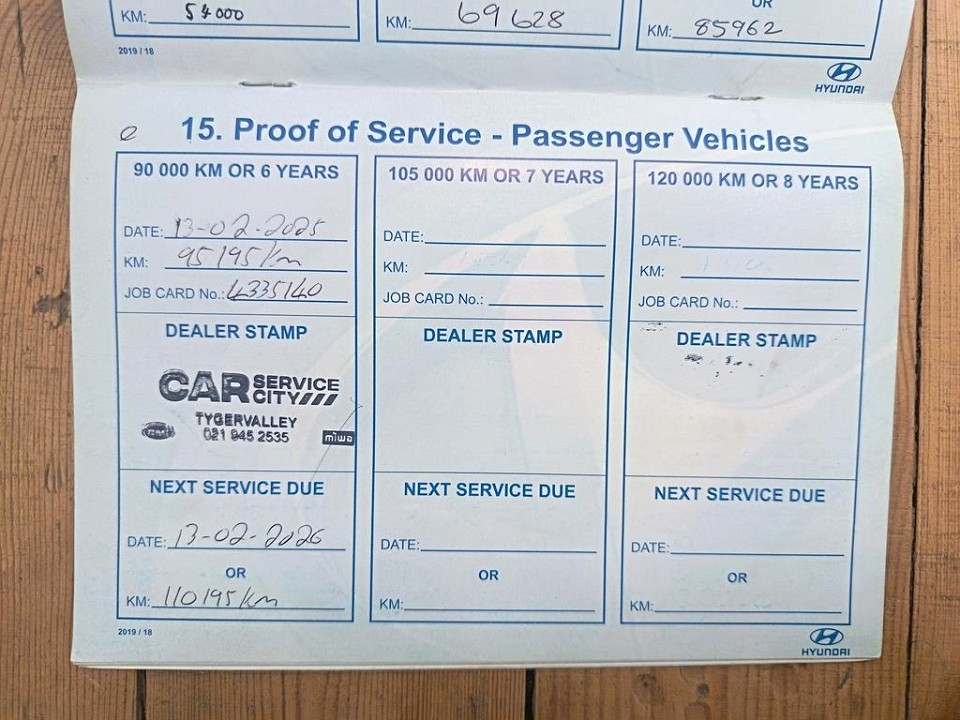 OR
KM: 54000
KM: 69628
KM: 85962
2019 / 18
HYUNDAI
15. Proof of Service - Passenger Vehicles
90 000 KM OR 6 YEARS
DATE: 13-02-2025
KM: 95195 km
JOB CARD No.: 4335140
DEALER STAMP
CAR SERVICE CITY
TYGERVALLEY
021 945 2535
miwa
NEXT SERVICE DUE
DATE: 13-02-2026
OR
KM: 110195 km
105 000 KM OR 7 YEARS
DATE:
KM:
JOB CARD No.:
DEALER STAMP
NEXT SERVICE DUE
DATE:
OR
KM:
120 000 KM OR 8 YEARS
DATE:
KM:
JOB CARD No.:
DEALER STAMP
NEXT SERVICE DUE
DATE:
OR
KM:
2019 / 18
HYUNDAI